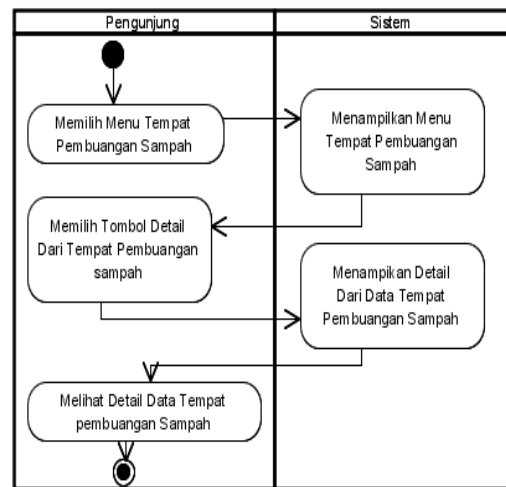 Pengunjung
Sistem
Memilih Menu Tempat
Pembuangan Sampah
Menampilkan Menu
Tempat Pembuangan
Sampah
Memilih Tombol Detail
Dari Tempat Pembuangan
sampah
Menampikan Detail
Dari Data Tempat
Pembuangan Sampah
Melihat Detail Data Tempat
pembuangan Sampah